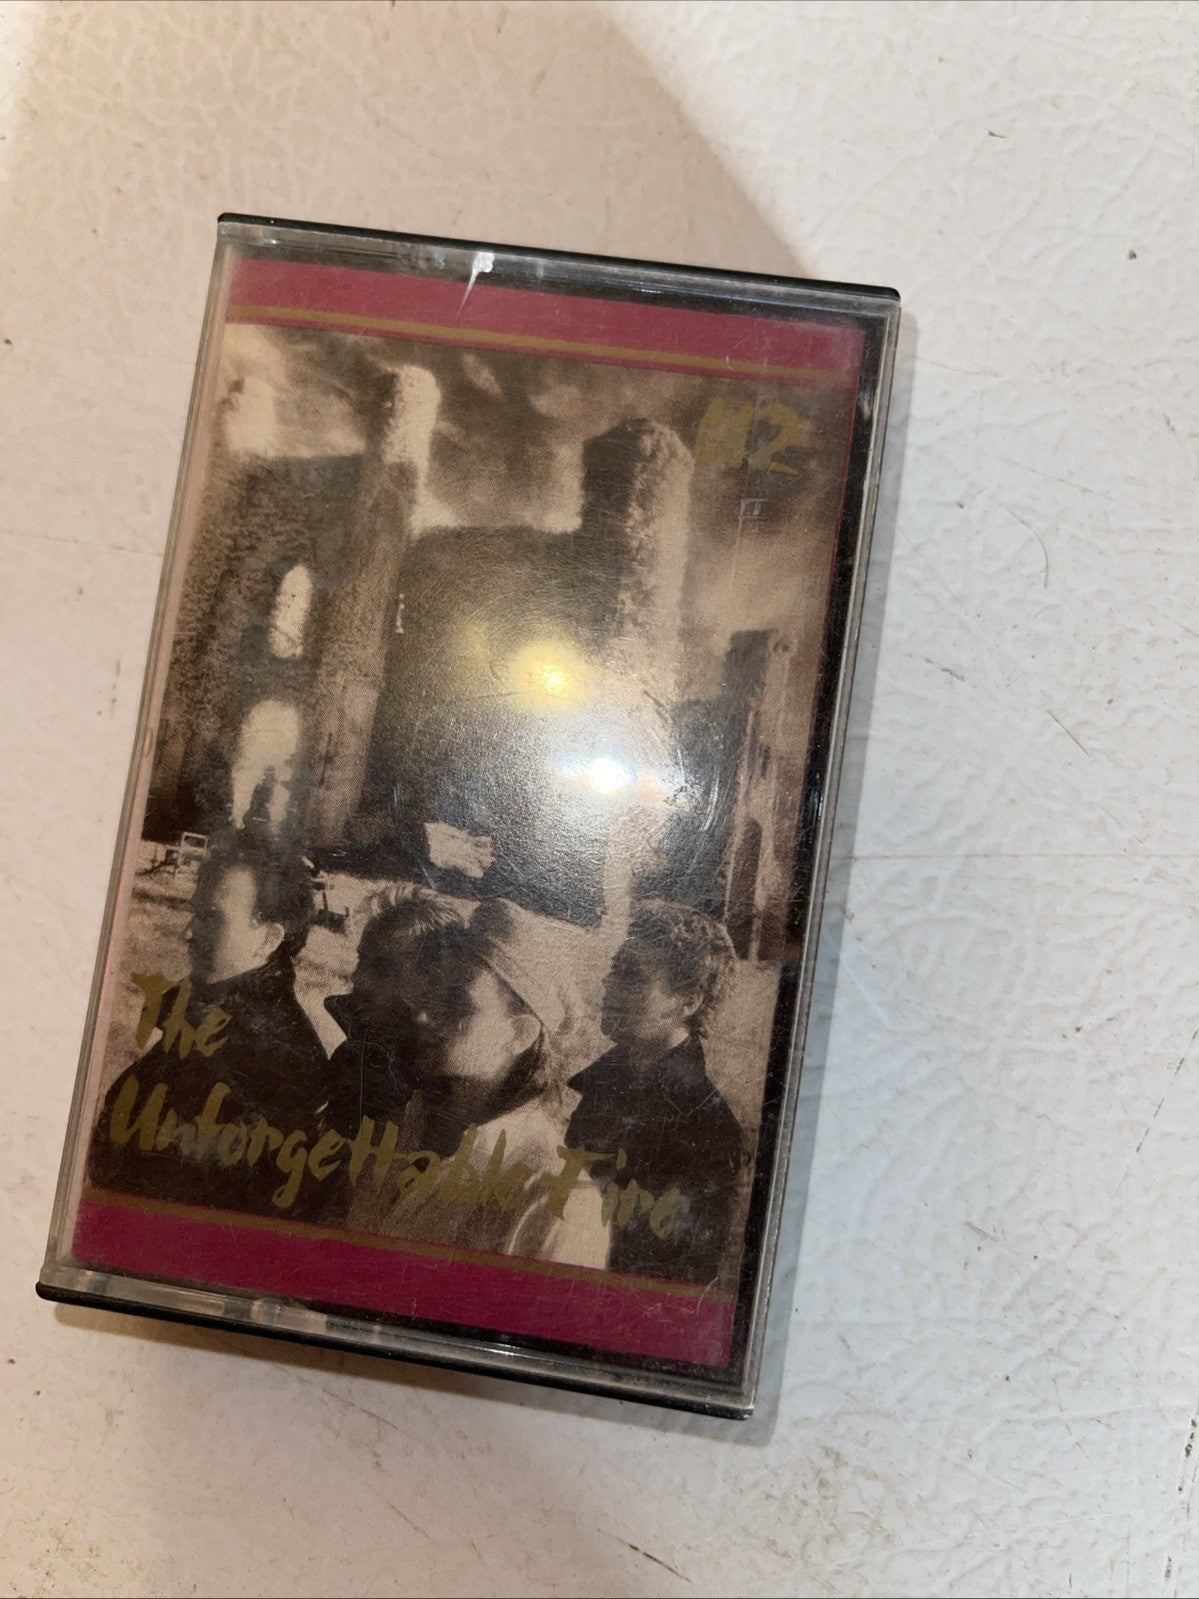 U2
The
Unforgettable Fire